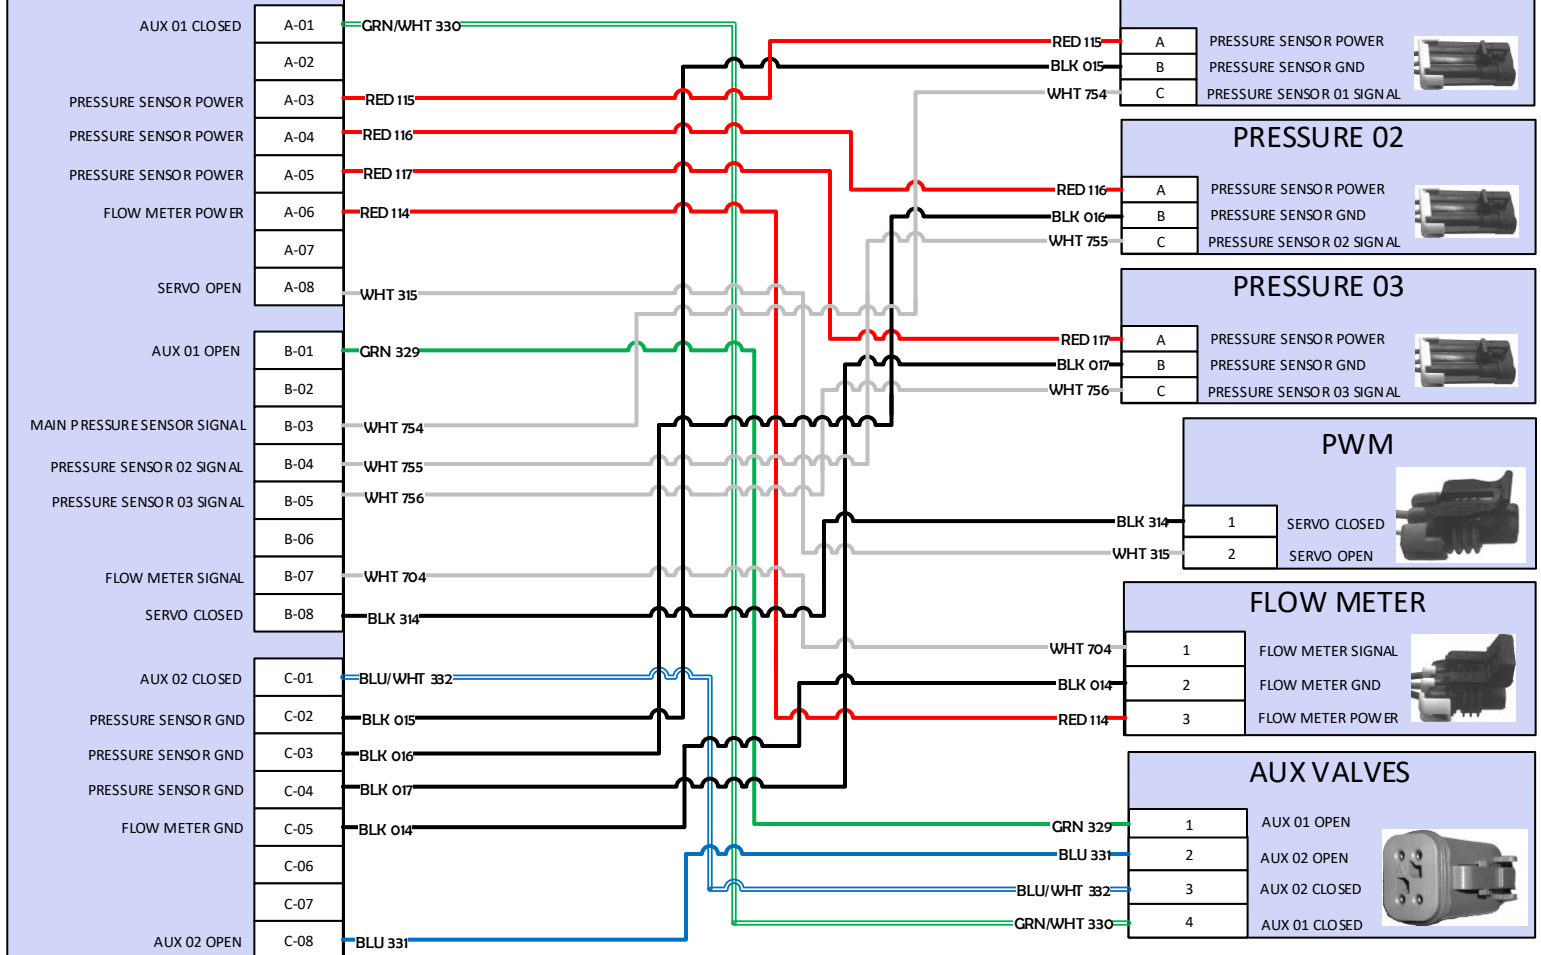 AUX 01 CLOSED A-01 GRN/WHT 330
A-02
PRESSURE SENSOR POWER A-03 RED 115
PRESSURE SENSOR POWER A-04 RED 116
PRESSURE SENSOR POWER A-05 RED 117
FLOW METER POWER A-06 RED 114
A-07
SERVO OPEN A-08 WHT 315
AUX 01 OPEN B-01 GRN 329
B-02
MAIN PRESSURE SENSOR SIGNAL B-03 WHT 754
PRESSURE SENSOR 02 SIGNAL B-04 WHT 755
PRESSURE SENSOR 03 SIGNAL B-05 WHT 756
B-06
FLOW METER SIGNAL B-07 WHT 704
SERVO CLOSED B-08 BLK 314
AUX 02 CLOSED C-01 BLU/WHT 332
PRESSURE SENSOR GND C-02 BLK 015
PRESSURE SENSOR GND C-03 BLK 016
PRESSURE SENSOR GND C-04 BLK 017
FLOW METER GND C-05 BLK 014
C-06
C-07
AUX 02 OPEN C-08 BLU 331
RED 115 A PRESSURE SENSOR POWER
BLK 015 B PRESSURE SENSOR GND
WHT 754 C PRESSURE SENSOR 01 SIGNAL
PRESSURE 02
RED 116 A PRESSURE SENSOR POWER
BLK 016 B PRESSURE SENSOR GND
WHT 755 C PRESSURE SENSOR 02 SIGNAL
PRESSURE 03
RED 117 A PRESSURE SENSOR POWER
BLK 017 B PRESSURE SENSOR GND
WHT 756 C PRESSURE SENSOR 03 SIGNAL
PWM
BLK 314 1 SERVO CLOSED
WHT 315 2 SERVO OPEN
FLOW METER
WHT 704 1 FLOW METER SIGNAL
BLK 014 2 FLOW METER GND
RED 114 3 FLOW METER POWER
AUX VALVES
GRN 329 1 AUX 01 OPEN
BLU 331 2 AUX 02 OPEN
BLU/WHT 332 3 AUX 02 CLOSED
GRN/WHT 330 4 AUX 01 CLOSED